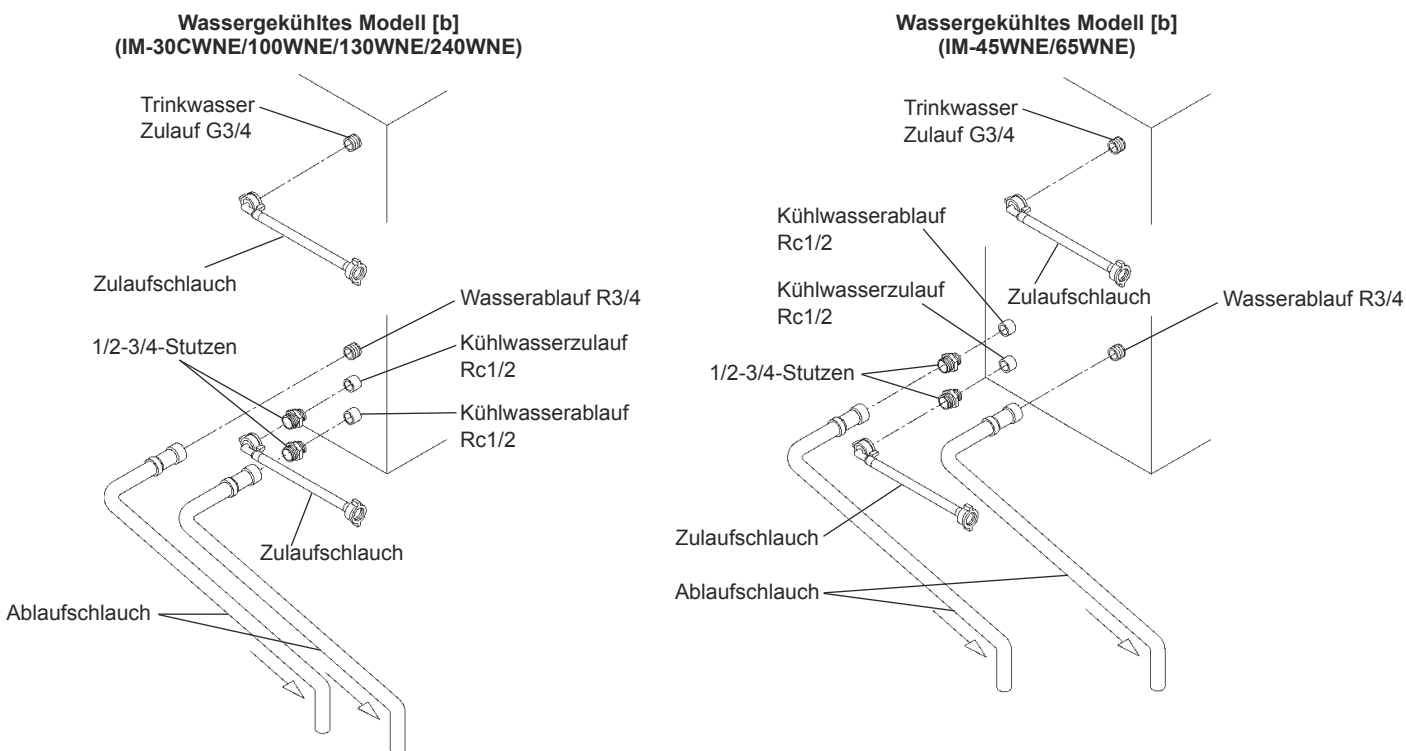 Wassergekühltes Modell [b]
(IM-30CWNE/100WNE/130WNE/240WNE)
Trinkwasser
Zulauf G3/4
Zulaufschlauch
Wasserablauf R3/4
1/2-3/4-Stutzen
Kühlwasserzulauf
Rc1/2
Kühlwasserablauf
Rc1/2
Zulaufschlauch
Ablaufschlauch
Wassergekühltes Modell [b]
(IM-45WNE/65WNE)
Trinkwasser
Zulauf G3/4
Kühlwasserablauf
Rc1/2
Kühlwasserzulauf
Rc1/2
Zulaufschlauch
Wasserablauf R3/4
1/2-3/4-Stutzen
Zulaufschlauch
Ablaufschlauch